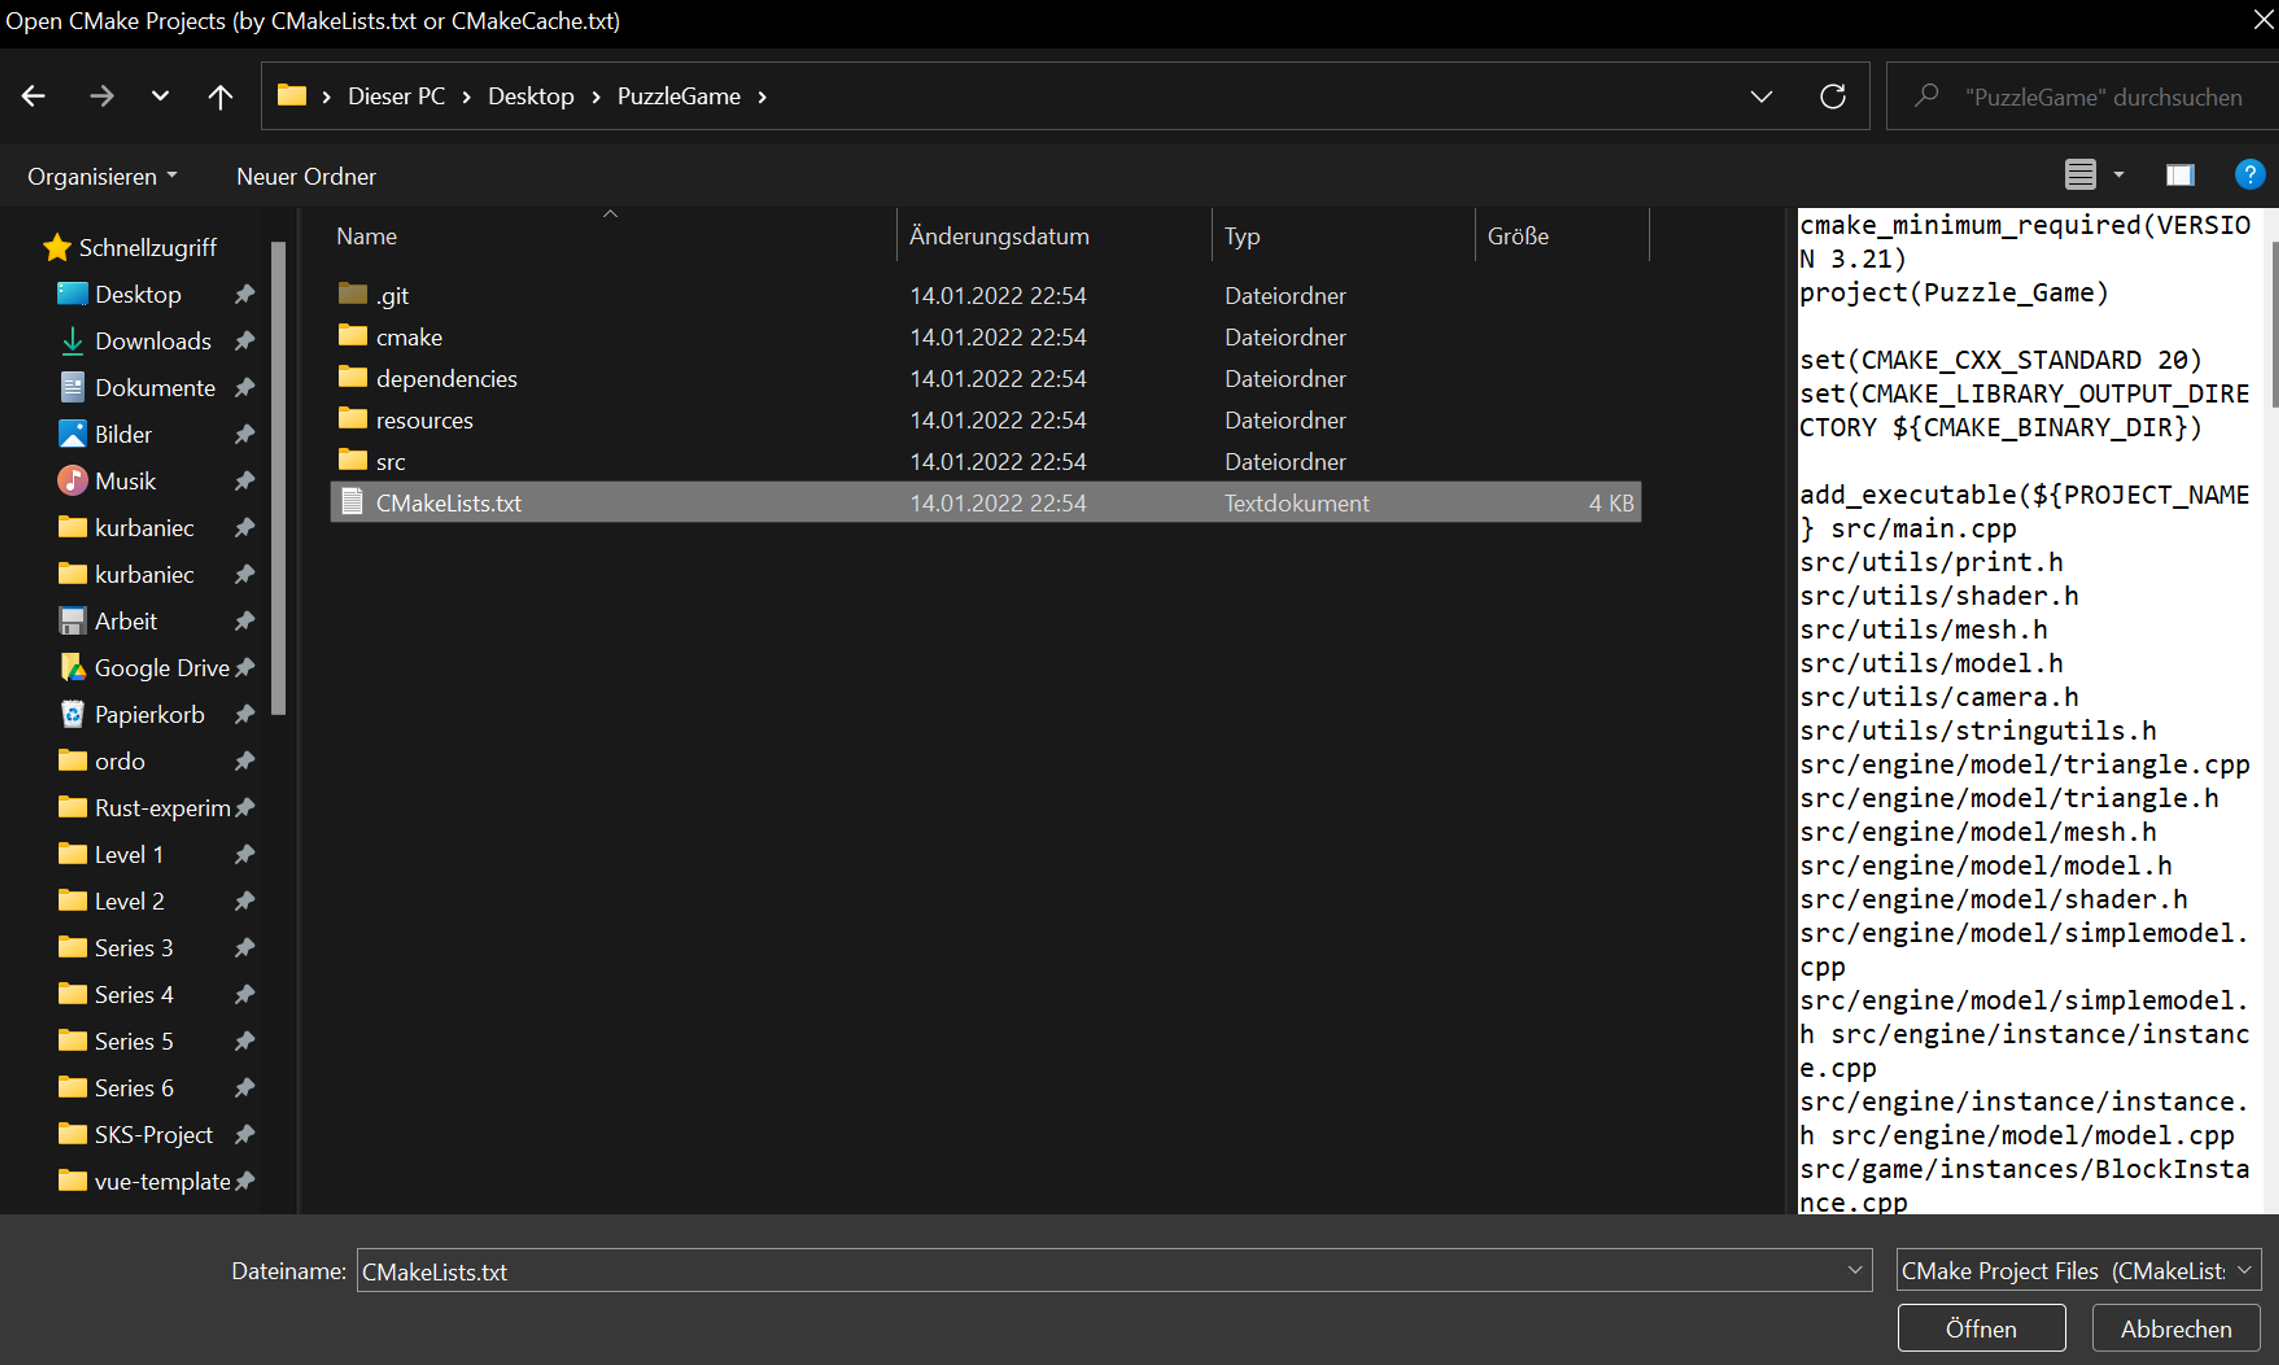 Open CMake Projects (by CMakeLists.txt or CMakeCache.txt)
Dieser PC Desktop PuzzleGame
"PuzzleGame" durchsuchen
Organisieren Neuer Ordner
?
Schnellzugriff
Desktop
Downloads
Dokumente
Bilder
Musik
kurbaniec
kurbaniec
Arbeit
Google Drive
Papierkorb
ordo
Rust-experim
Level 1
Level 2
Series 3
Series 4
Series 5
Series 6
SKS-Project
vue-template
Name Änderungsdatum Typ Größe
.git 14.01.2022 22:54 Dateiordner
cmake 14.01.2022 22:54 Dateiordner
dependencies 14.01.2022 22:54 Dateiordner
resources 14.01.2022 22:54 Dateiordner
src 14.01.2022 22:54 Dateiordner
CMakeLists.txt 14.01.2022 22:54 Textdokument 4 KB
cmake_minimum_required(VERSIO
N 3.21)
project(Puzzle_Game)
set(CMAKE_CXX_STANDARD 20)
set(CMAKE_LIBRARY_OUTPUT_DIRE
CTORY ${CMAKE_BINARY_DIR})
add_executable(${PROJECT_NAME
} src/main.cpp
src/utils/print.h
src/utils/shader.h
src/utils/mesh.h
src/utils/model.h
src/utils/camera.h
src/utils/stringutils.h
src/engine/model/triangle.cpp
src/engine/model/triangle.h
src/engine/model/mesh.h
src/engine/model/model.h
src/engine/model/shader.h
src/engine/model/simplemodel.
cpp
src/engine/model/simplemodel.
h src/engine/instance/instanc
e.cpp
src/engine/instance/instance.
h src/engine/model/model.cpp
src/game/instances/BlockInsta
nce.cpp
Dateiname: CMakeLists.txt
CMake Project Files (CMakeLists
Öffnen Abbrechen